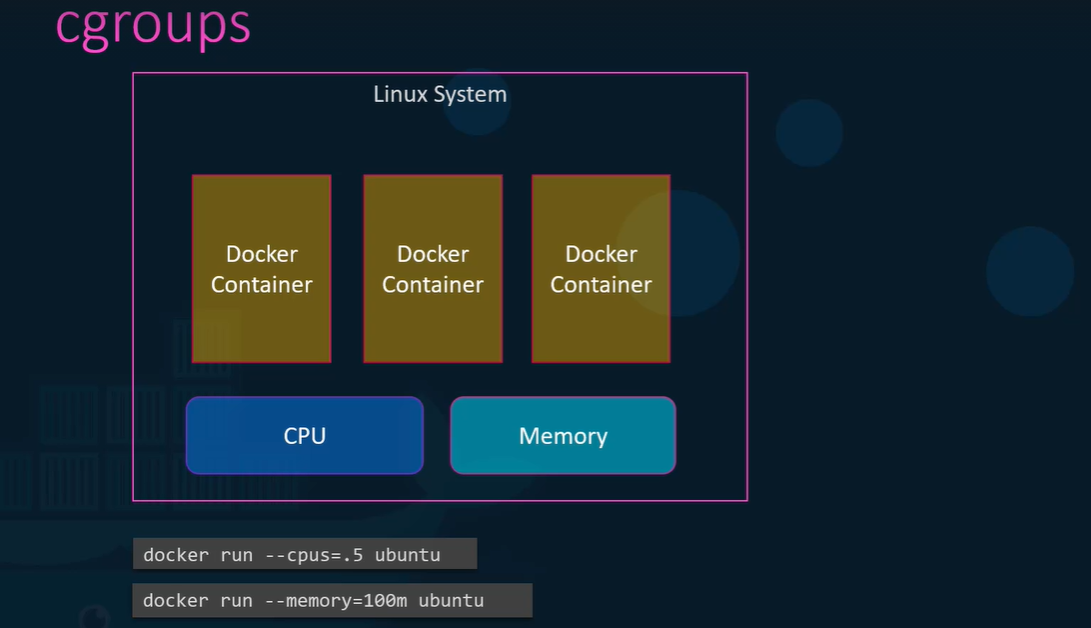 cgroups
Linux System
Docker
Container
Docker
Container
Docker
Container
CPU
Memory
docker run --cpus=.5 ubuntu
docker run --memory=100m ubuntu